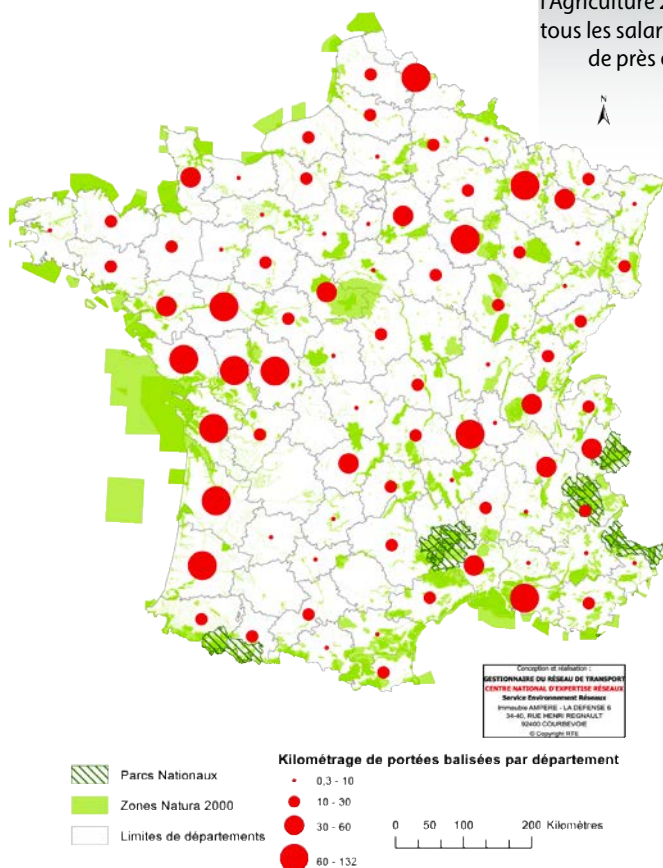 l'Agriculture
tous les salar
de près
N
Conception et réalisation :
GESTIONNAIRE DU RÉSEAU DE TRANSPORT
CENTRE NATIONAL D'EXPERTISE RÉSEAUX
Service Environnement Réseaux
Immeuble AMPERE - LA DEFENSE 6
34-40, RUE HENRI REGNAULT
92400 COURBEVOIE
© Copyright RTE
Kilométrage de portées balisées par département
Parcs Nationaux
Zones Natura 2000
Limites de départements
0,3 - 10
10 - 30
30 - 60
60 - 132
0 50 100 200 Kilomètres